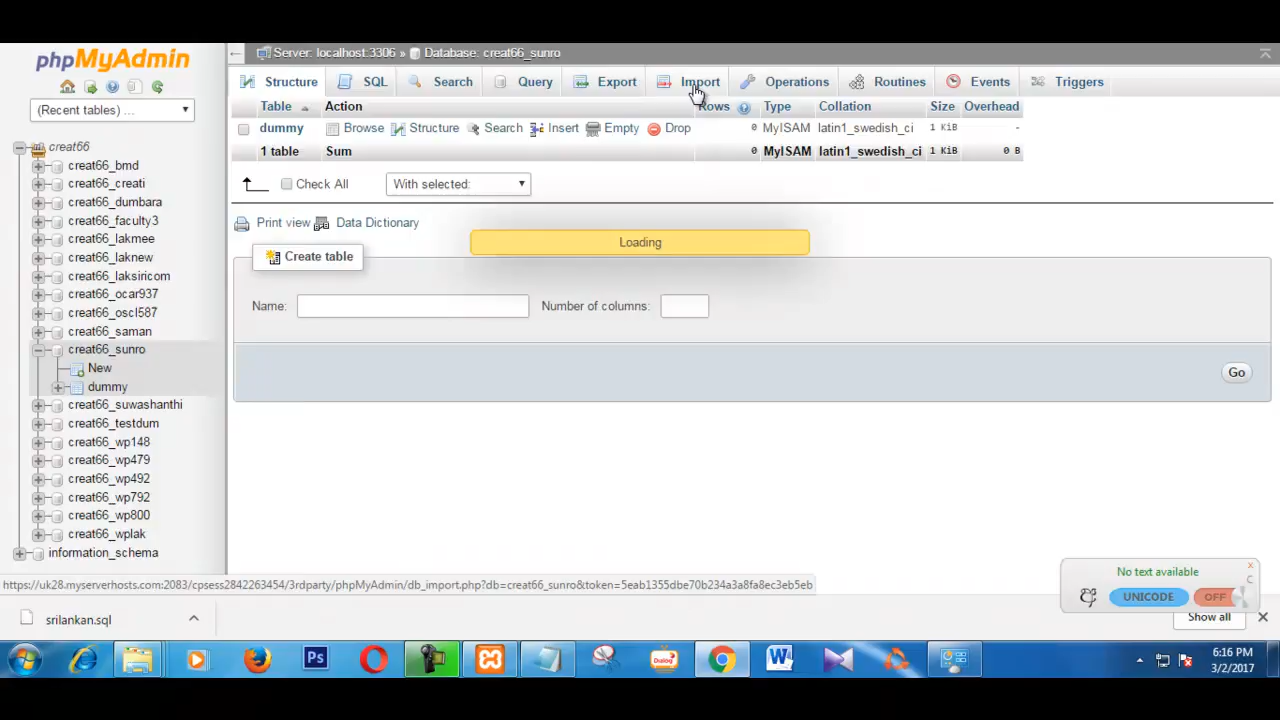 phpMyAdmin
Server: localhost:3306 » Database: creat66_sunro
Structure SQL Search Query Export Import Operations Routines Events Triggers
(Recent tables) ...
Table Action Rows Type Collation Size Overhead
dummy Browse Structure Search Insert Empty Drop 0 MyISAM latin1_swedish_ci 1 KiB -
1 table Sum 0 MyISAM latin1_swedish_ci 1 KiB 0 B
Check All With selected:
Print view Data Dictionary
Loading
Create table
Name: Number of columns:
Go
creat66
creat66_bmd
creat66_creati
creat66_dumbara
creat66_faculty3
creat66_lakmee
creat66_laknew
creat66_laksiricom
creat66_ocar937
creat66_oscl587
creat66_saman
creat66_sunro
New
dummy
creat66_suwashanthi
creat66_testdum
creat66_wp148
creat66_wp479
creat66_wp492
creat66_wp792
creat66_wp800
creat66_wplak
information_schema
https://uk28.myserverhosts.com:2083/cpsess2842263454/3rdparty/phpMyAdmin/db_import.php?db=creat66_sunro&token=5eab1355dbe70b234a3a8fa8ec3eb5eb
No text available
x
C
UNICODE OFF
srilankan.sql
Show all
Ps
Dialog
W
6:16 PM
3/2/2017